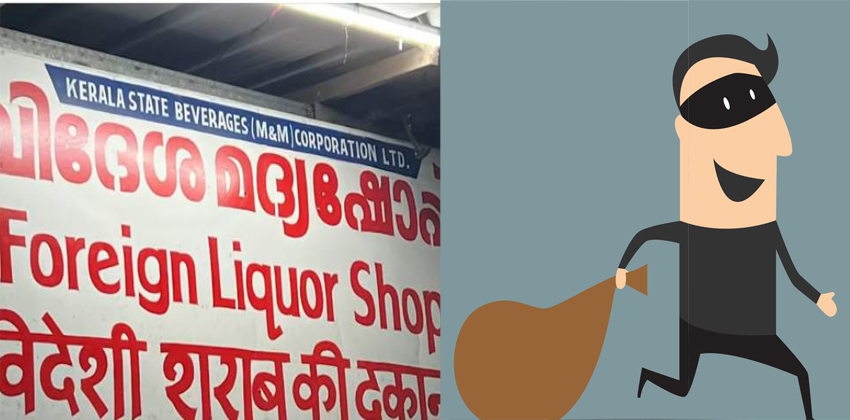 KERALA STATE BEVERAGES (M&M) CORPORATION LTD.
വിദേശ മദ്യഷോപ്പ്
Foreign Liquor Shop
विदेशी शराब की दुकान